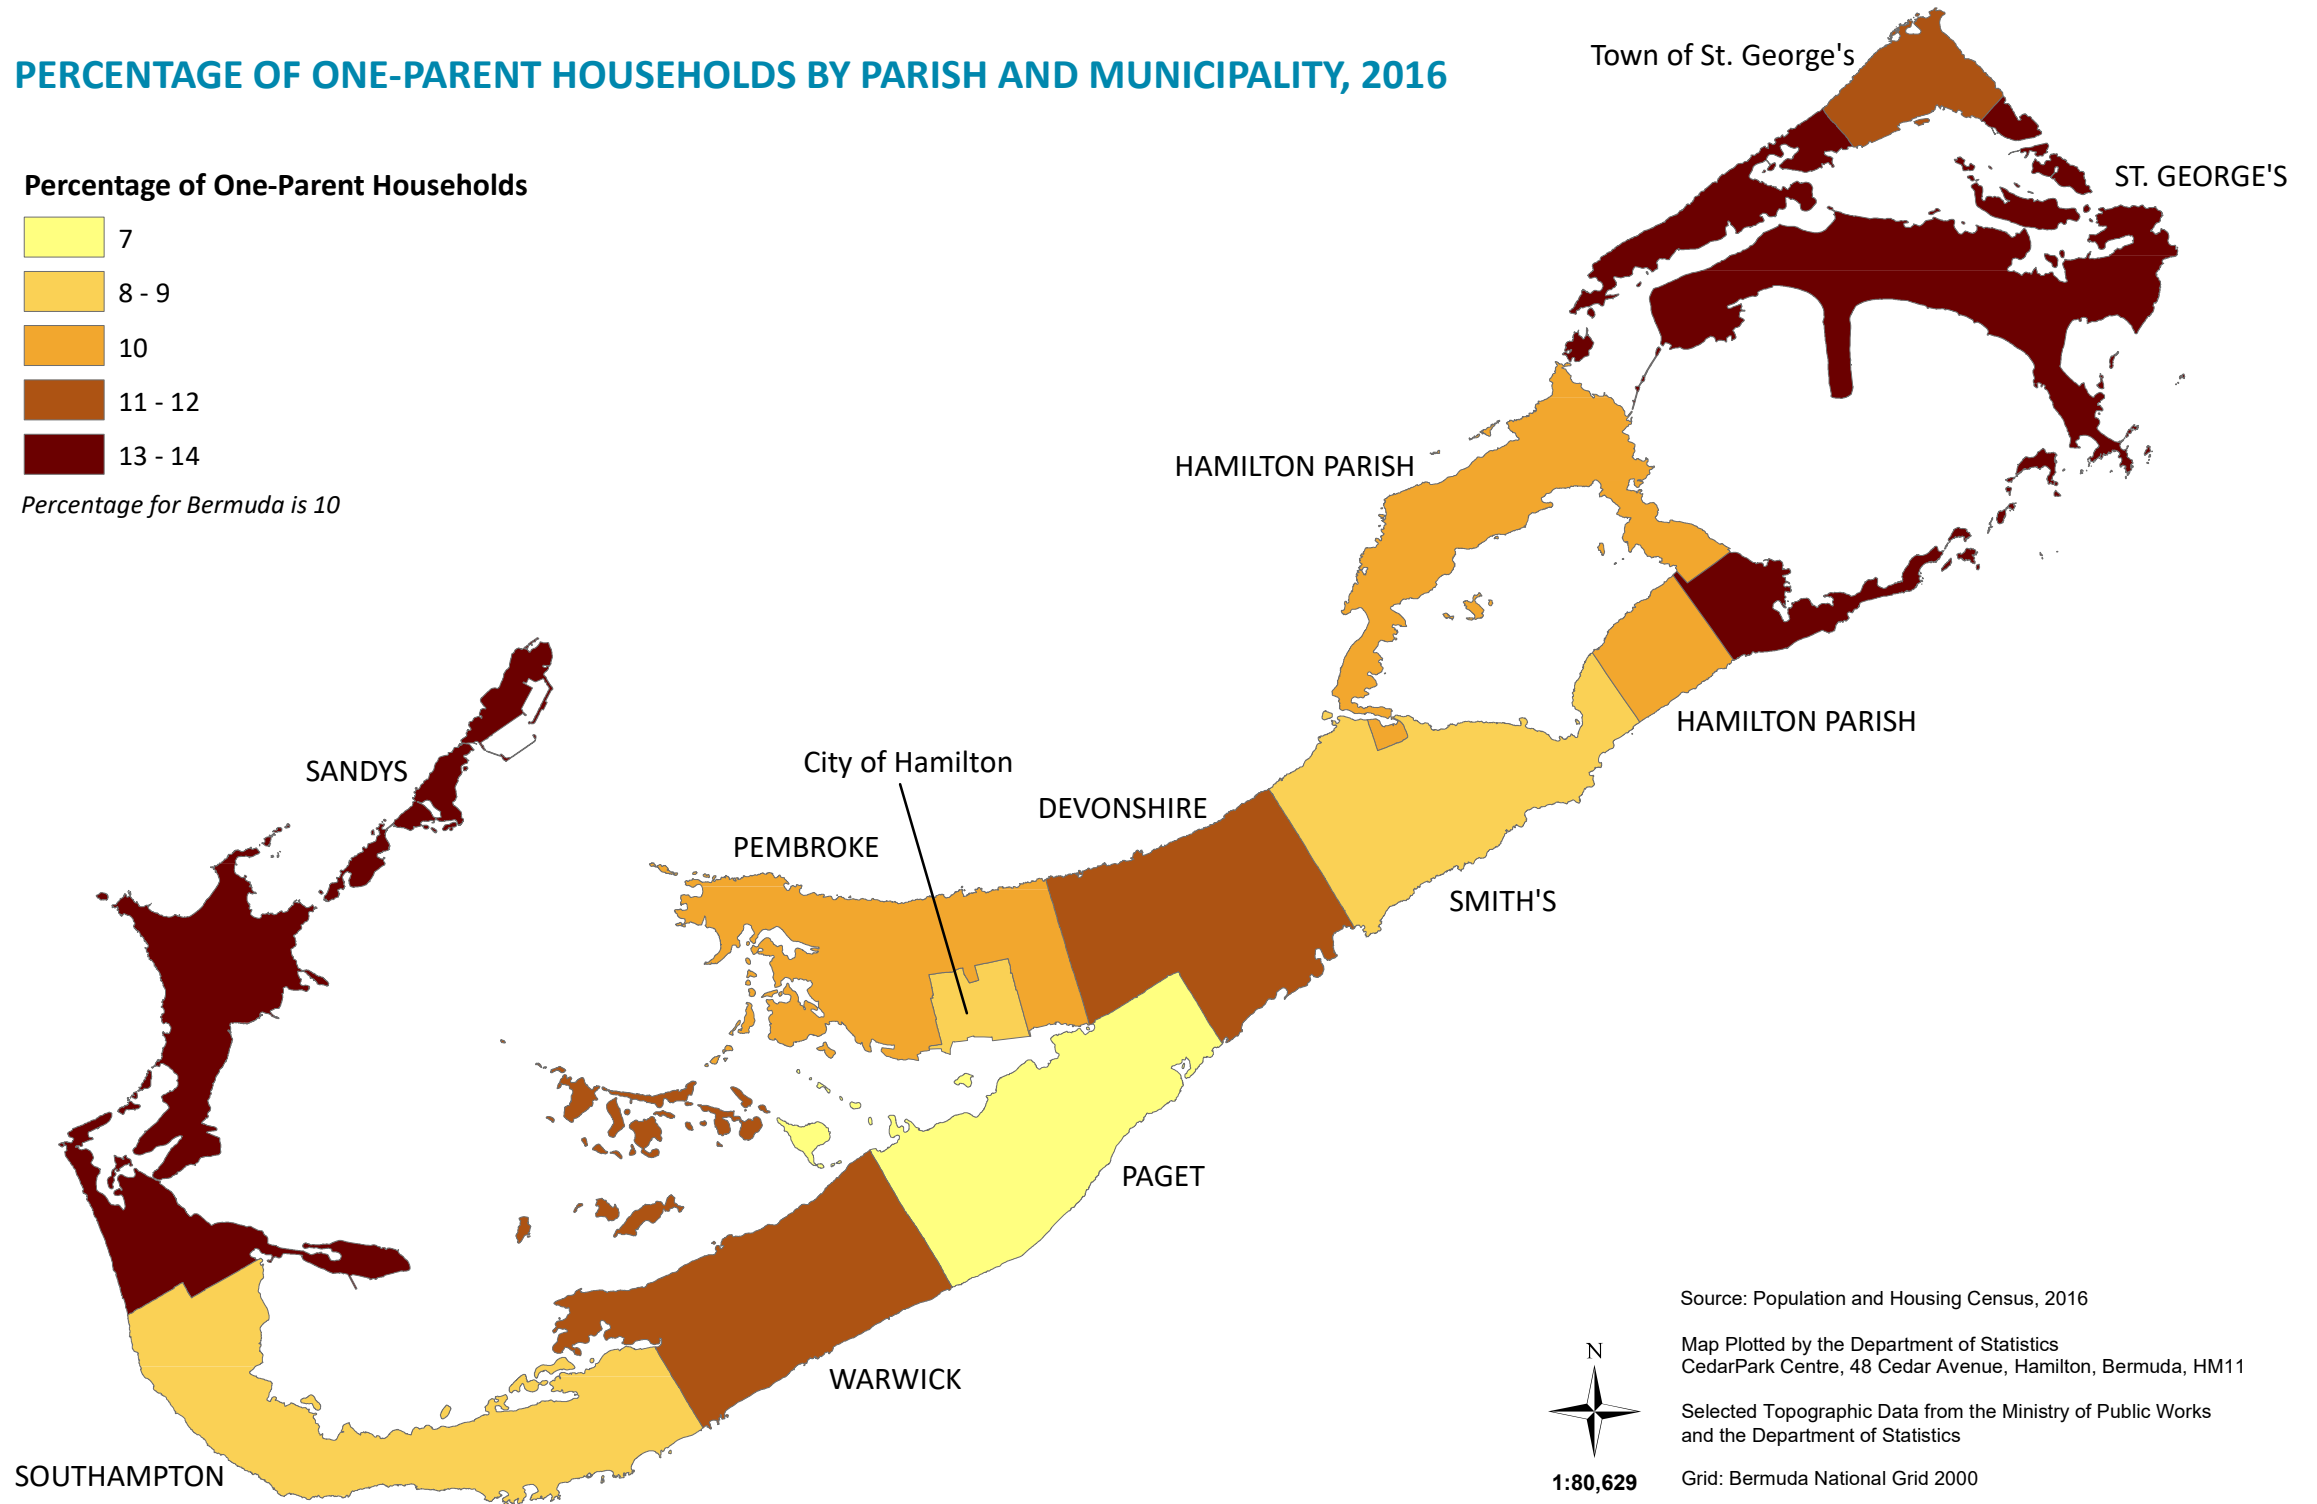 PERCENTAGE OF ONE-PARENT HOUSEHOLDS BY PARISH AND MUNICIPALITY, 2016
Percentage of One-Parent Households
7
8 - 9
10
11 - 12
13 - 14
Percentage for Bermuda is 10
Town of St. George's
ST. GEORGE'S
HAMILTON PARISH
HAMILTON PARISH
SANDYS
City of Hamilton
DEVONSHIRE
PEMBROKE
SMITH'S
PAGET
WARWICK
SOUTHAMPTON
Source: Population and Housing Census, 2016
Map Plotted by the Department of Statistics
CedarPark Centre, 48 Cedar Avenue, Hamilton, Bermuda, HM11
Selected Topographic Data from the Ministry of Public Works
and the Department of Statistics
Grid: Bermuda National Grid 2000
N
1:80,629